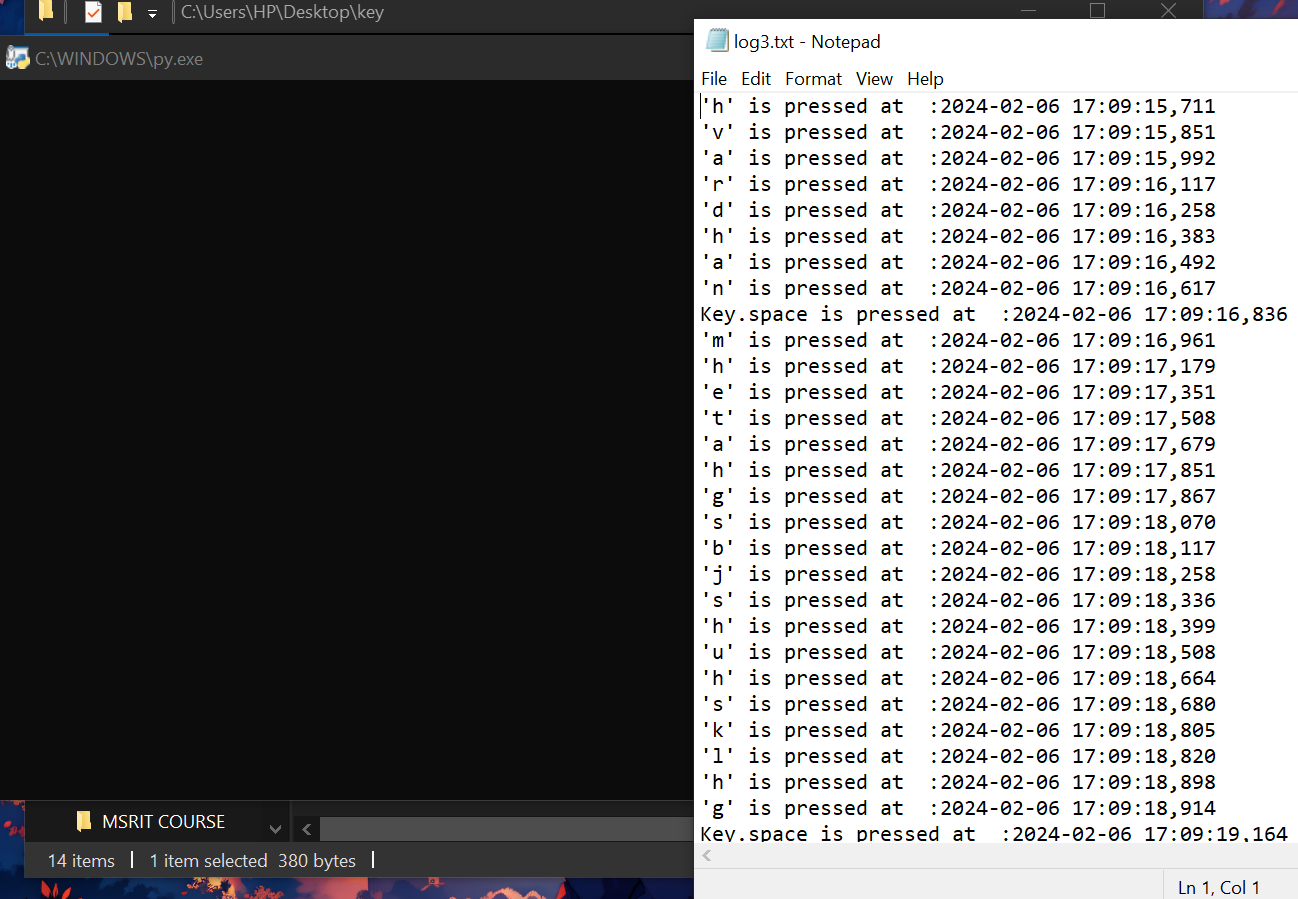 C:\Users\HP\Desktop\key
C:\WINDOWS\py.exe
log3.txt - Notepad
File Edit Format View Help
'h' is pressed at  :2024-02-06 17:09:15,711
'v' is pressed at  :2024-02-06 17:09:15,851
'a' is pressed at  :2024-02-06 17:09:15,992
'r' is pressed at  :2024-02-06 17:09:16,117
'd' is pressed at  :2024-02-06 17:09:16,258
'h' is pressed at  :2024-02-06 17:09:16,383
'a' is pressed at  :2024-02-06 17:09:16,492
'n' is pressed at  :2024-02-06 17:09:16,617
Key.space is pressed at  :2024-02-06 17:09:16,836
'm' is pressed at  :2024-02-06 17:09:16,961
'h' is pressed at  :2024-02-06 17:09:17,179
'e' is pressed at  :2024-02-06 17:09:17,351
't' is pressed at  :2024-02-06 17:09:17,508
'a' is pressed at  :2024-02-06 17:09:17,679
'h' is pressed at  :2024-02-06 17:09:17,851
'g' is pressed at  :2024-02-06 17:09:17,867
's' is pressed at  :2024-02-06 17:09:18,070
'b' is pressed at  :2024-02-06 17:09:18,117
'j' is pressed at  :2024-02-06 17:09:18,258
's' is pressed at  :2024-02-06 17:09:18,336
'h' is pressed at  :2024-02-06 17:09:18,399
'u' is pressed at  :2024-02-06 17:09:18,508
'h' is pressed at  :2024-02-06 17:09:18,664
's' is pressed at  :2024-02-06 17:09:18,680
'k' is pressed at  :2024-02-06 17:09:18,805
'l' is pressed at  :2024-02-06 17:09:18,820
'h' is pressed at  :2024-02-06 17:09:18,898
'g' is pressed at  :2024-02-06 17:09:18,914
Key.space is pressed at  :2024-02-06 17:09:19,164
MSRIT COURSE
14 items 1 item selected 380 bytes
Ln 1, Col 1